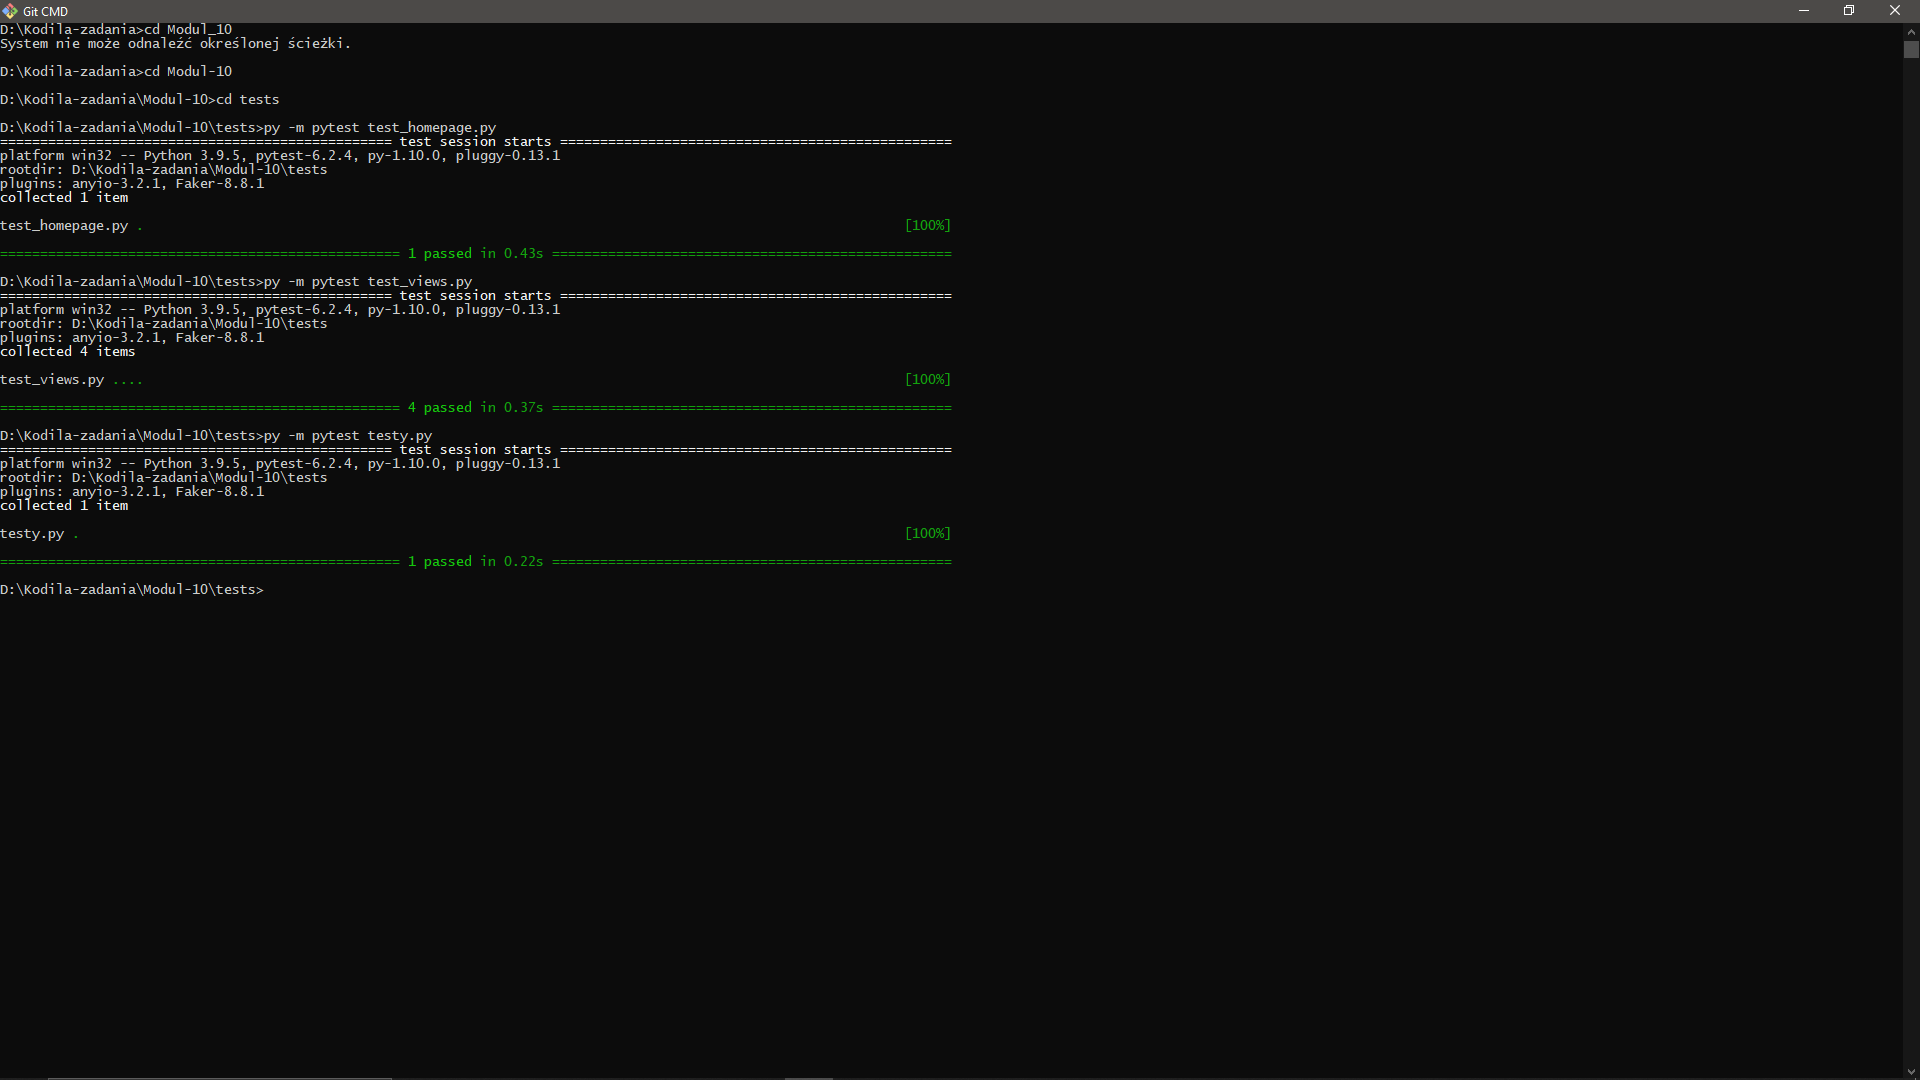 Git CMD
D:\Kodila-zadania>cd Modul_10
System nie może odnaleźć określonej ścieżki.
D:\Kodila-zadania>cd Modul-10
D:\Kodila-zadania\Modul-10>cd tests
D:\Kodila-zadania\Modul-10\tests>py -m pytest test_homepage.py
================================================= test session starts =================================================
platform win32 -- Python 3.9.5, pytest-6.2.4, py-1.10.0, pluggy-0.13.1
rootdir: D:\Kodila-zadania\Modul-10\tests
plugins: anyio-3.2.1, Faker-8.8.1
collected 1 item
test_homepage.py . [100%]
================================================== 1 passed in 0.43s ==================================================
D:\Kodila-zadania\Modul-10\tests>py -m pytest test_views.py
================================================= test session starts =================================================
platform win32 -- Python 3.9.5, pytest-6.2.4, py-1.10.0, pluggy-0.13.1
rootdir: D:\Kodila-zadania\Modul-10\tests
plugins: anyio-3.2.1, Faker-8.8.1
collected 4 items
test_views.py .... [100%]
================================================== 4 passed in 0.37s ==================================================
D:\Kodila-zadania\Modul-10\tests>py -m pytest testy.py
================================================= test session starts =================================================
platform win32 -- Python 3.9.5, pytest-6.2.4, py-1.10.0, pluggy-0.13.1
rootdir: D:\Kodila-zadania\Modul-10\tests
plugins: anyio-3.2.1, Faker-8.8.1
collected 1 item
testy.py . [100%]
================================================== 1 passed in 0.22s ==================================================
D:\Kodila-zadania\Modul-10\tests>